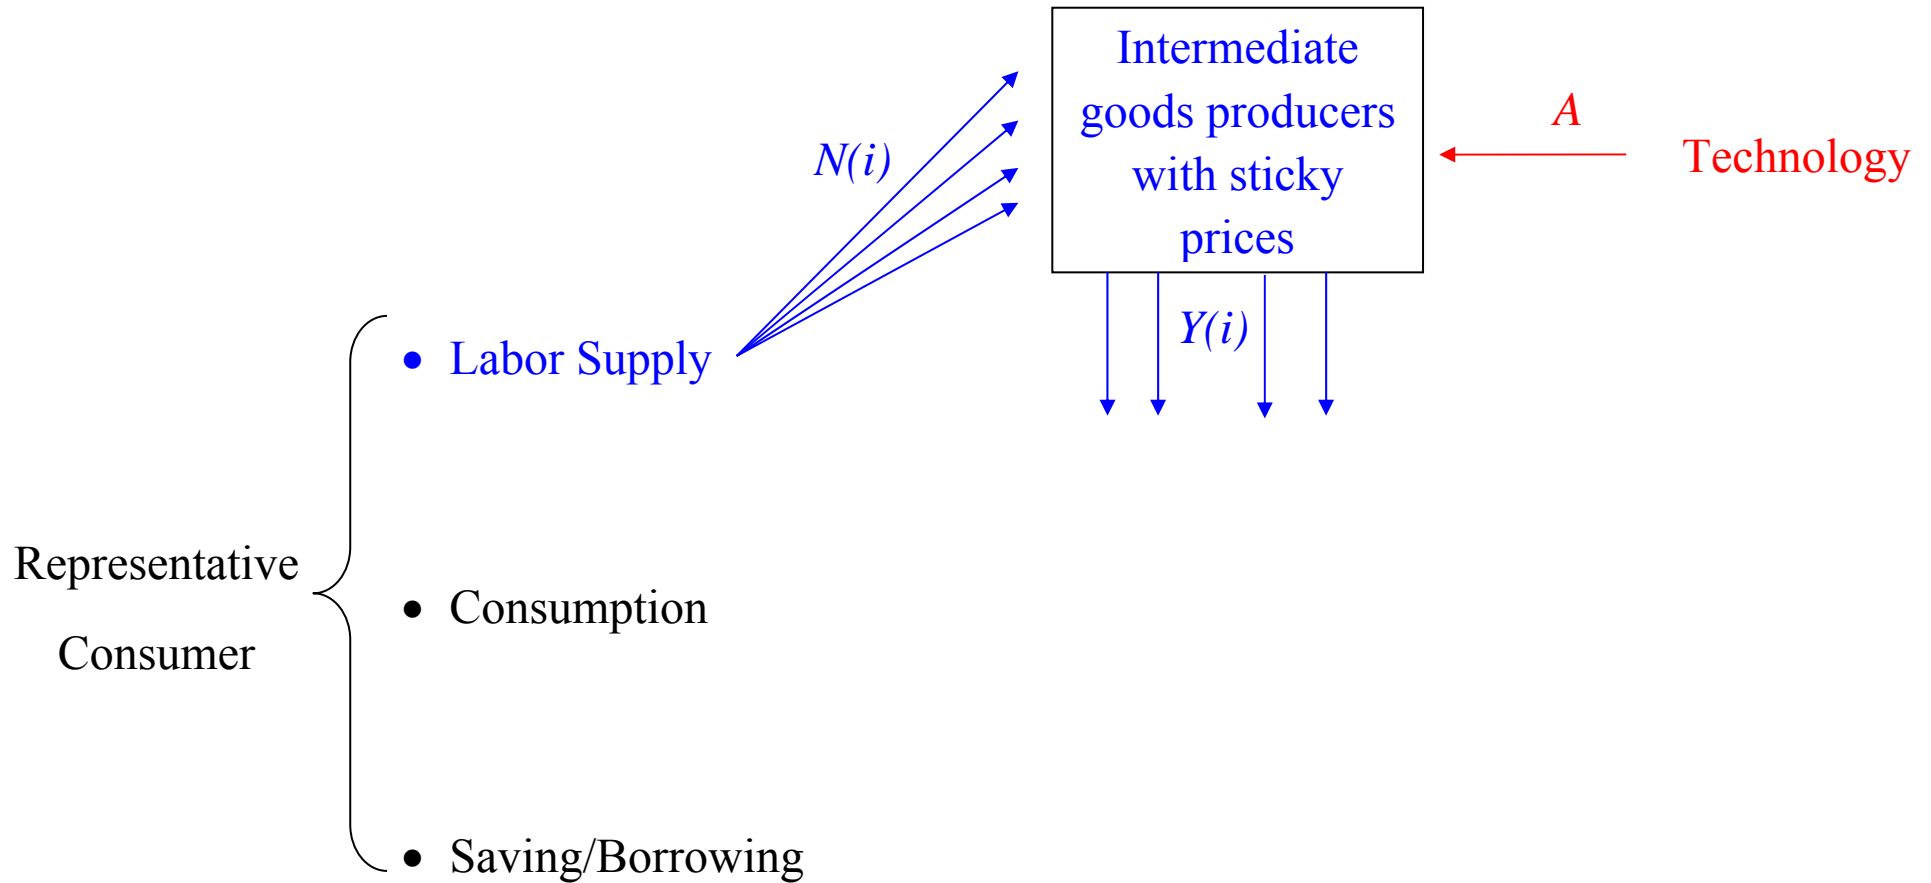 Intermediate
goods producers
with sticky
prices
A
Technology
N(i)
Y(i)
• Labor Supply
Representative
Consumer
• Consumption
• Saving/Borrowing